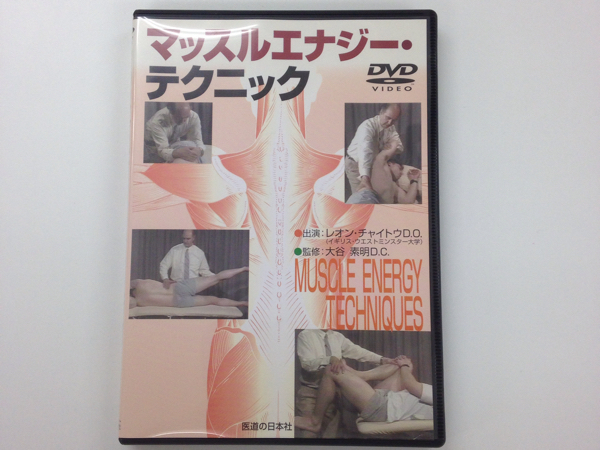 マッスルエナジー・
テクニック
DVD
VIDEO
●出演：レオン・チャイトウD.O.
(イギリス・ウエストミンスター大学)
●監修：大谷 素明D.C.
MUSCLE ENERGY
TECHNIQUES
医道の日本社